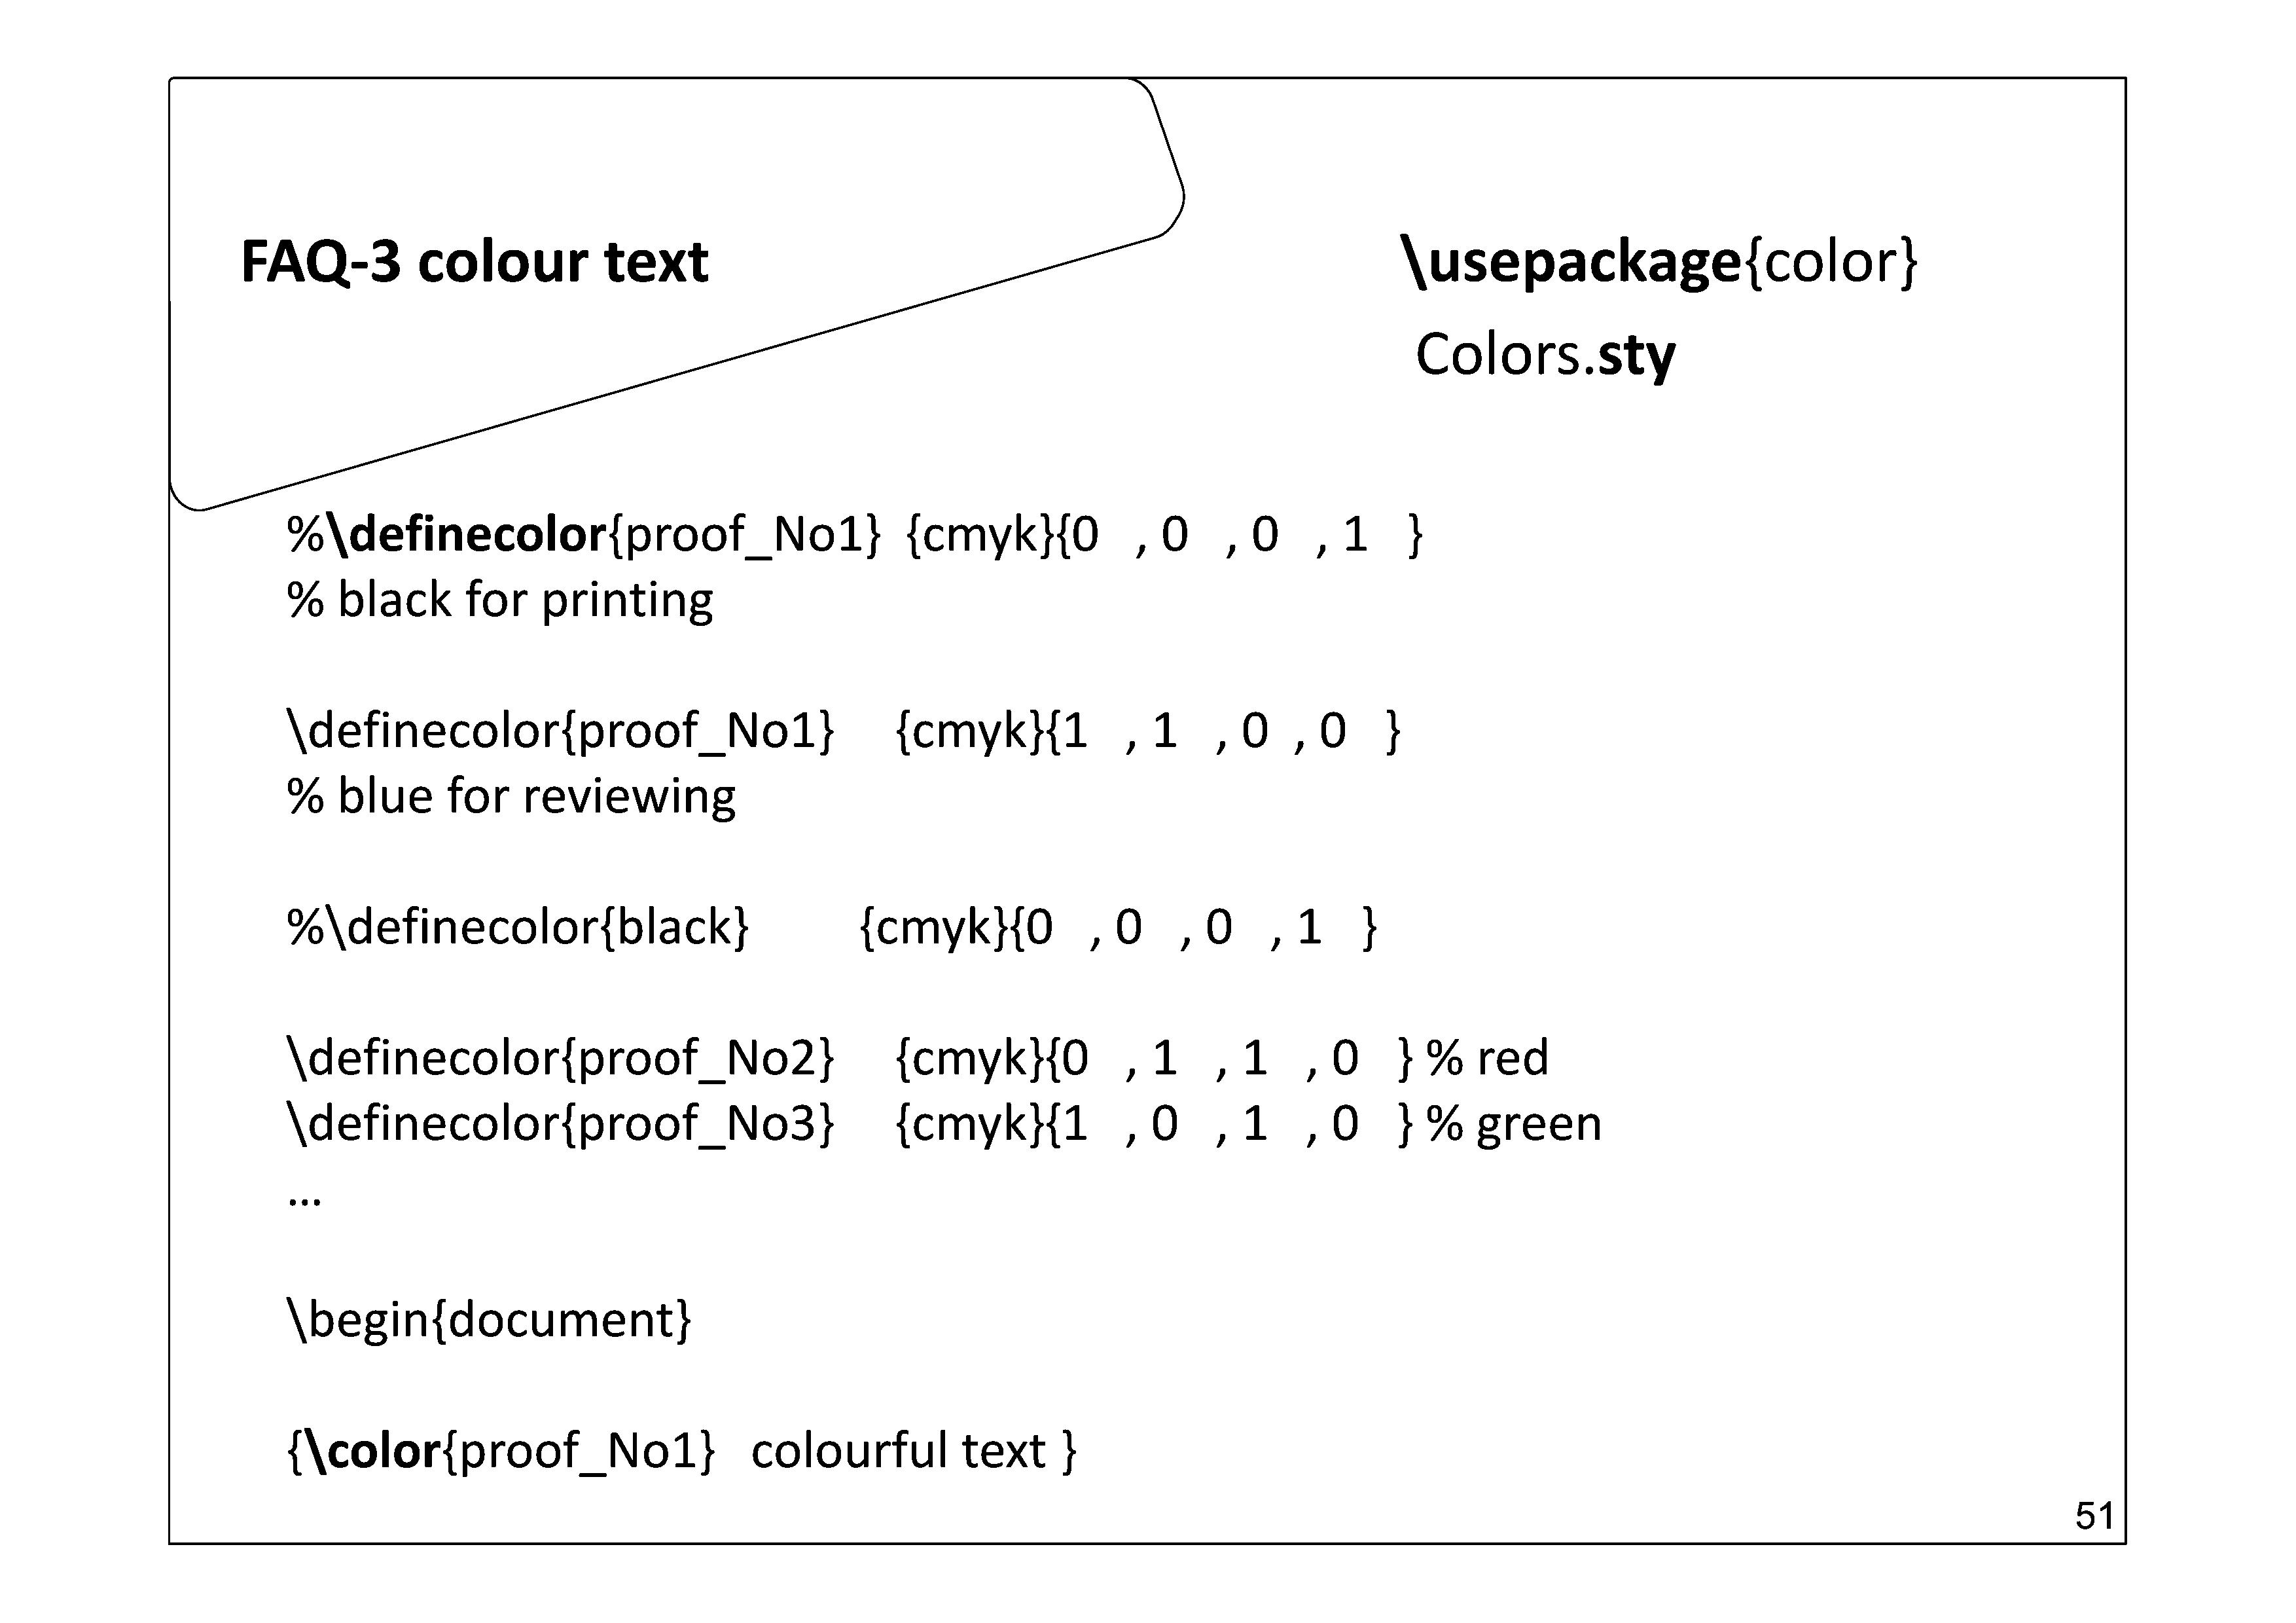 FAQ-3 colour text
\usepackage{color}
Colors.sty
%\definecolor{proof_No1} {cmyk}{0 , 0 , 0 , 1 }
% black for printing
\definecolor{proof_No1} {cmyk}{1 , 1 , 0 , 0 }
% blue for reviewing
%\definecolor{black} {cmyk}{0 , 0 , 0 , 1 }
\definecolor{proof_No2} {cmyk}{0 , 1 , 1 , 0 } % red
\definecolor{proof_No3} {cmyk}{1 , 0 , 1 , 0 } % green
...
\begin{document}
{\color{proof_No1} colourful text }
51